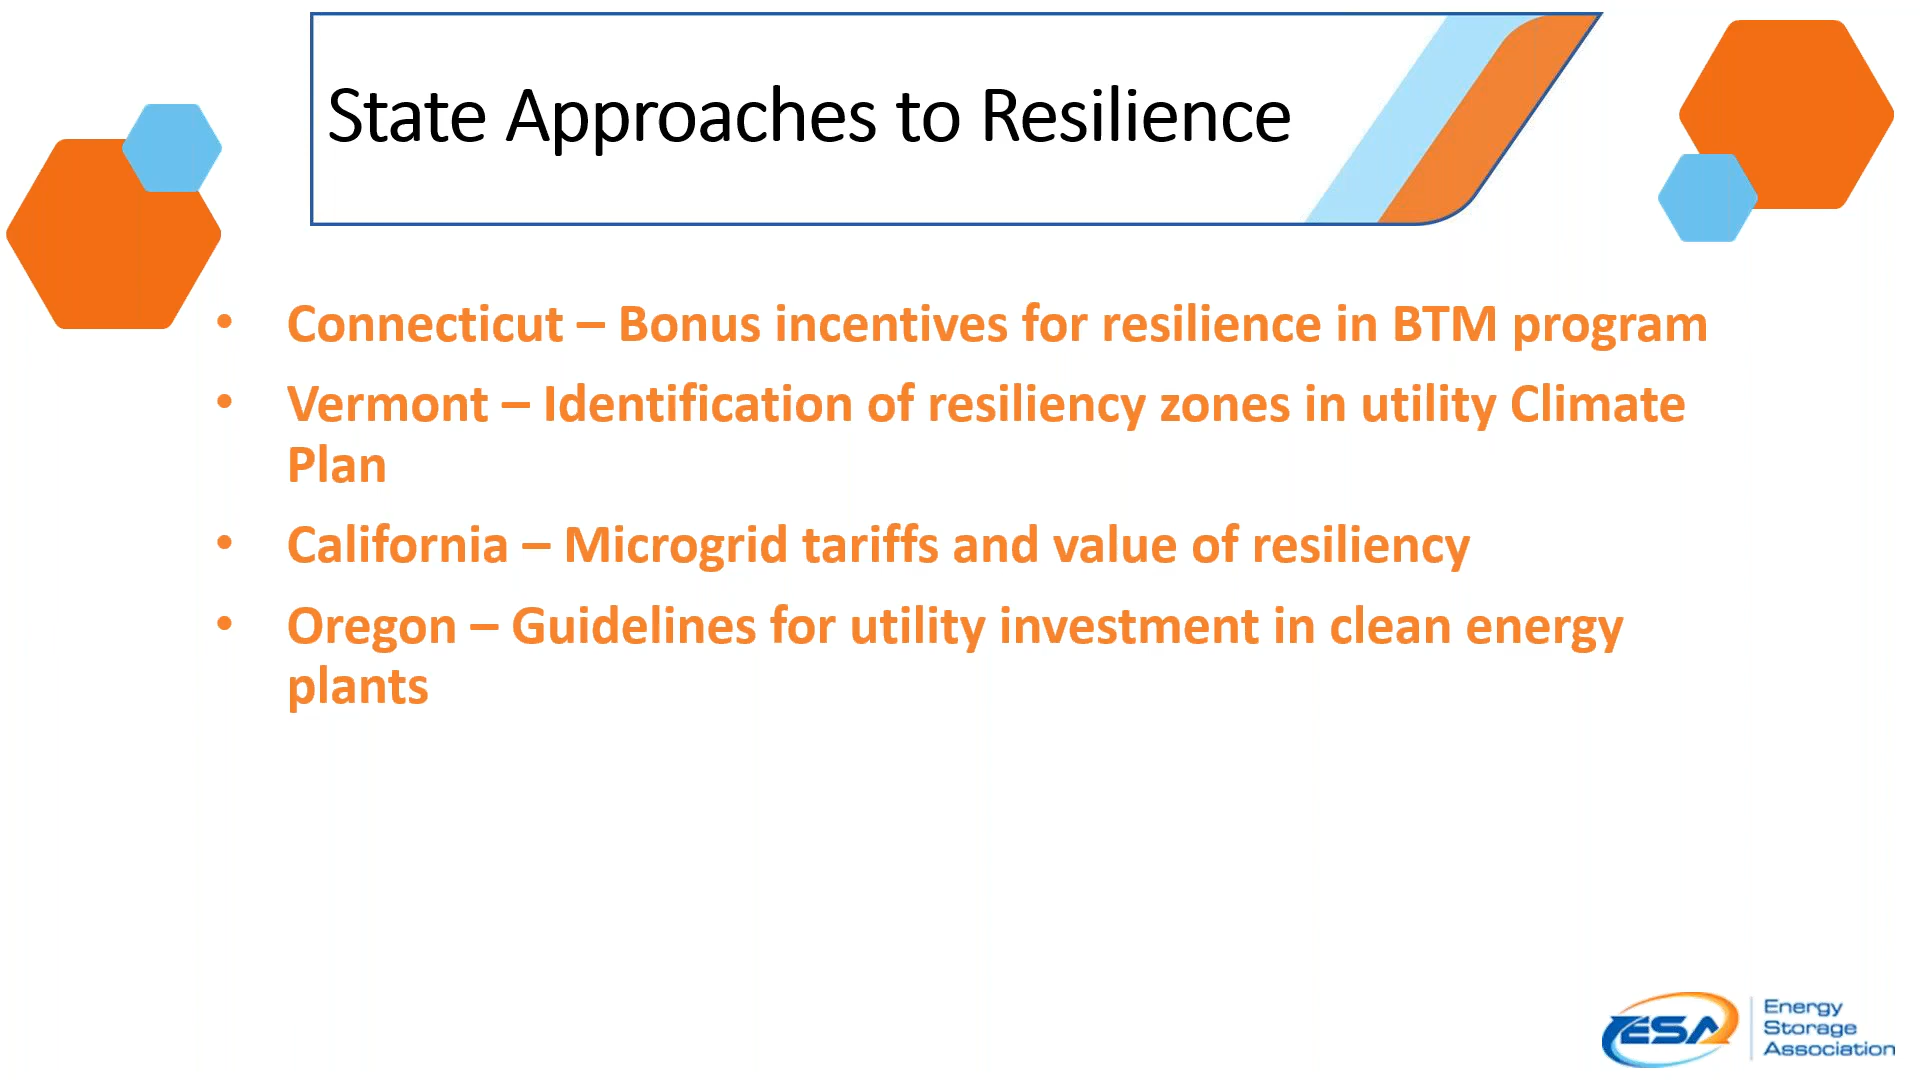 State Approaches to Resilience
• Connecticut – Bonus incentives for resilience in BTM program
• Vermont – Identification of resiliency zones in utility Climate
Plan
• California – Microgrid tariffs and value of resiliency
• Oregon – Guidelines for utility investment in clean energy
plants
ESA
Energy
Storage
Association